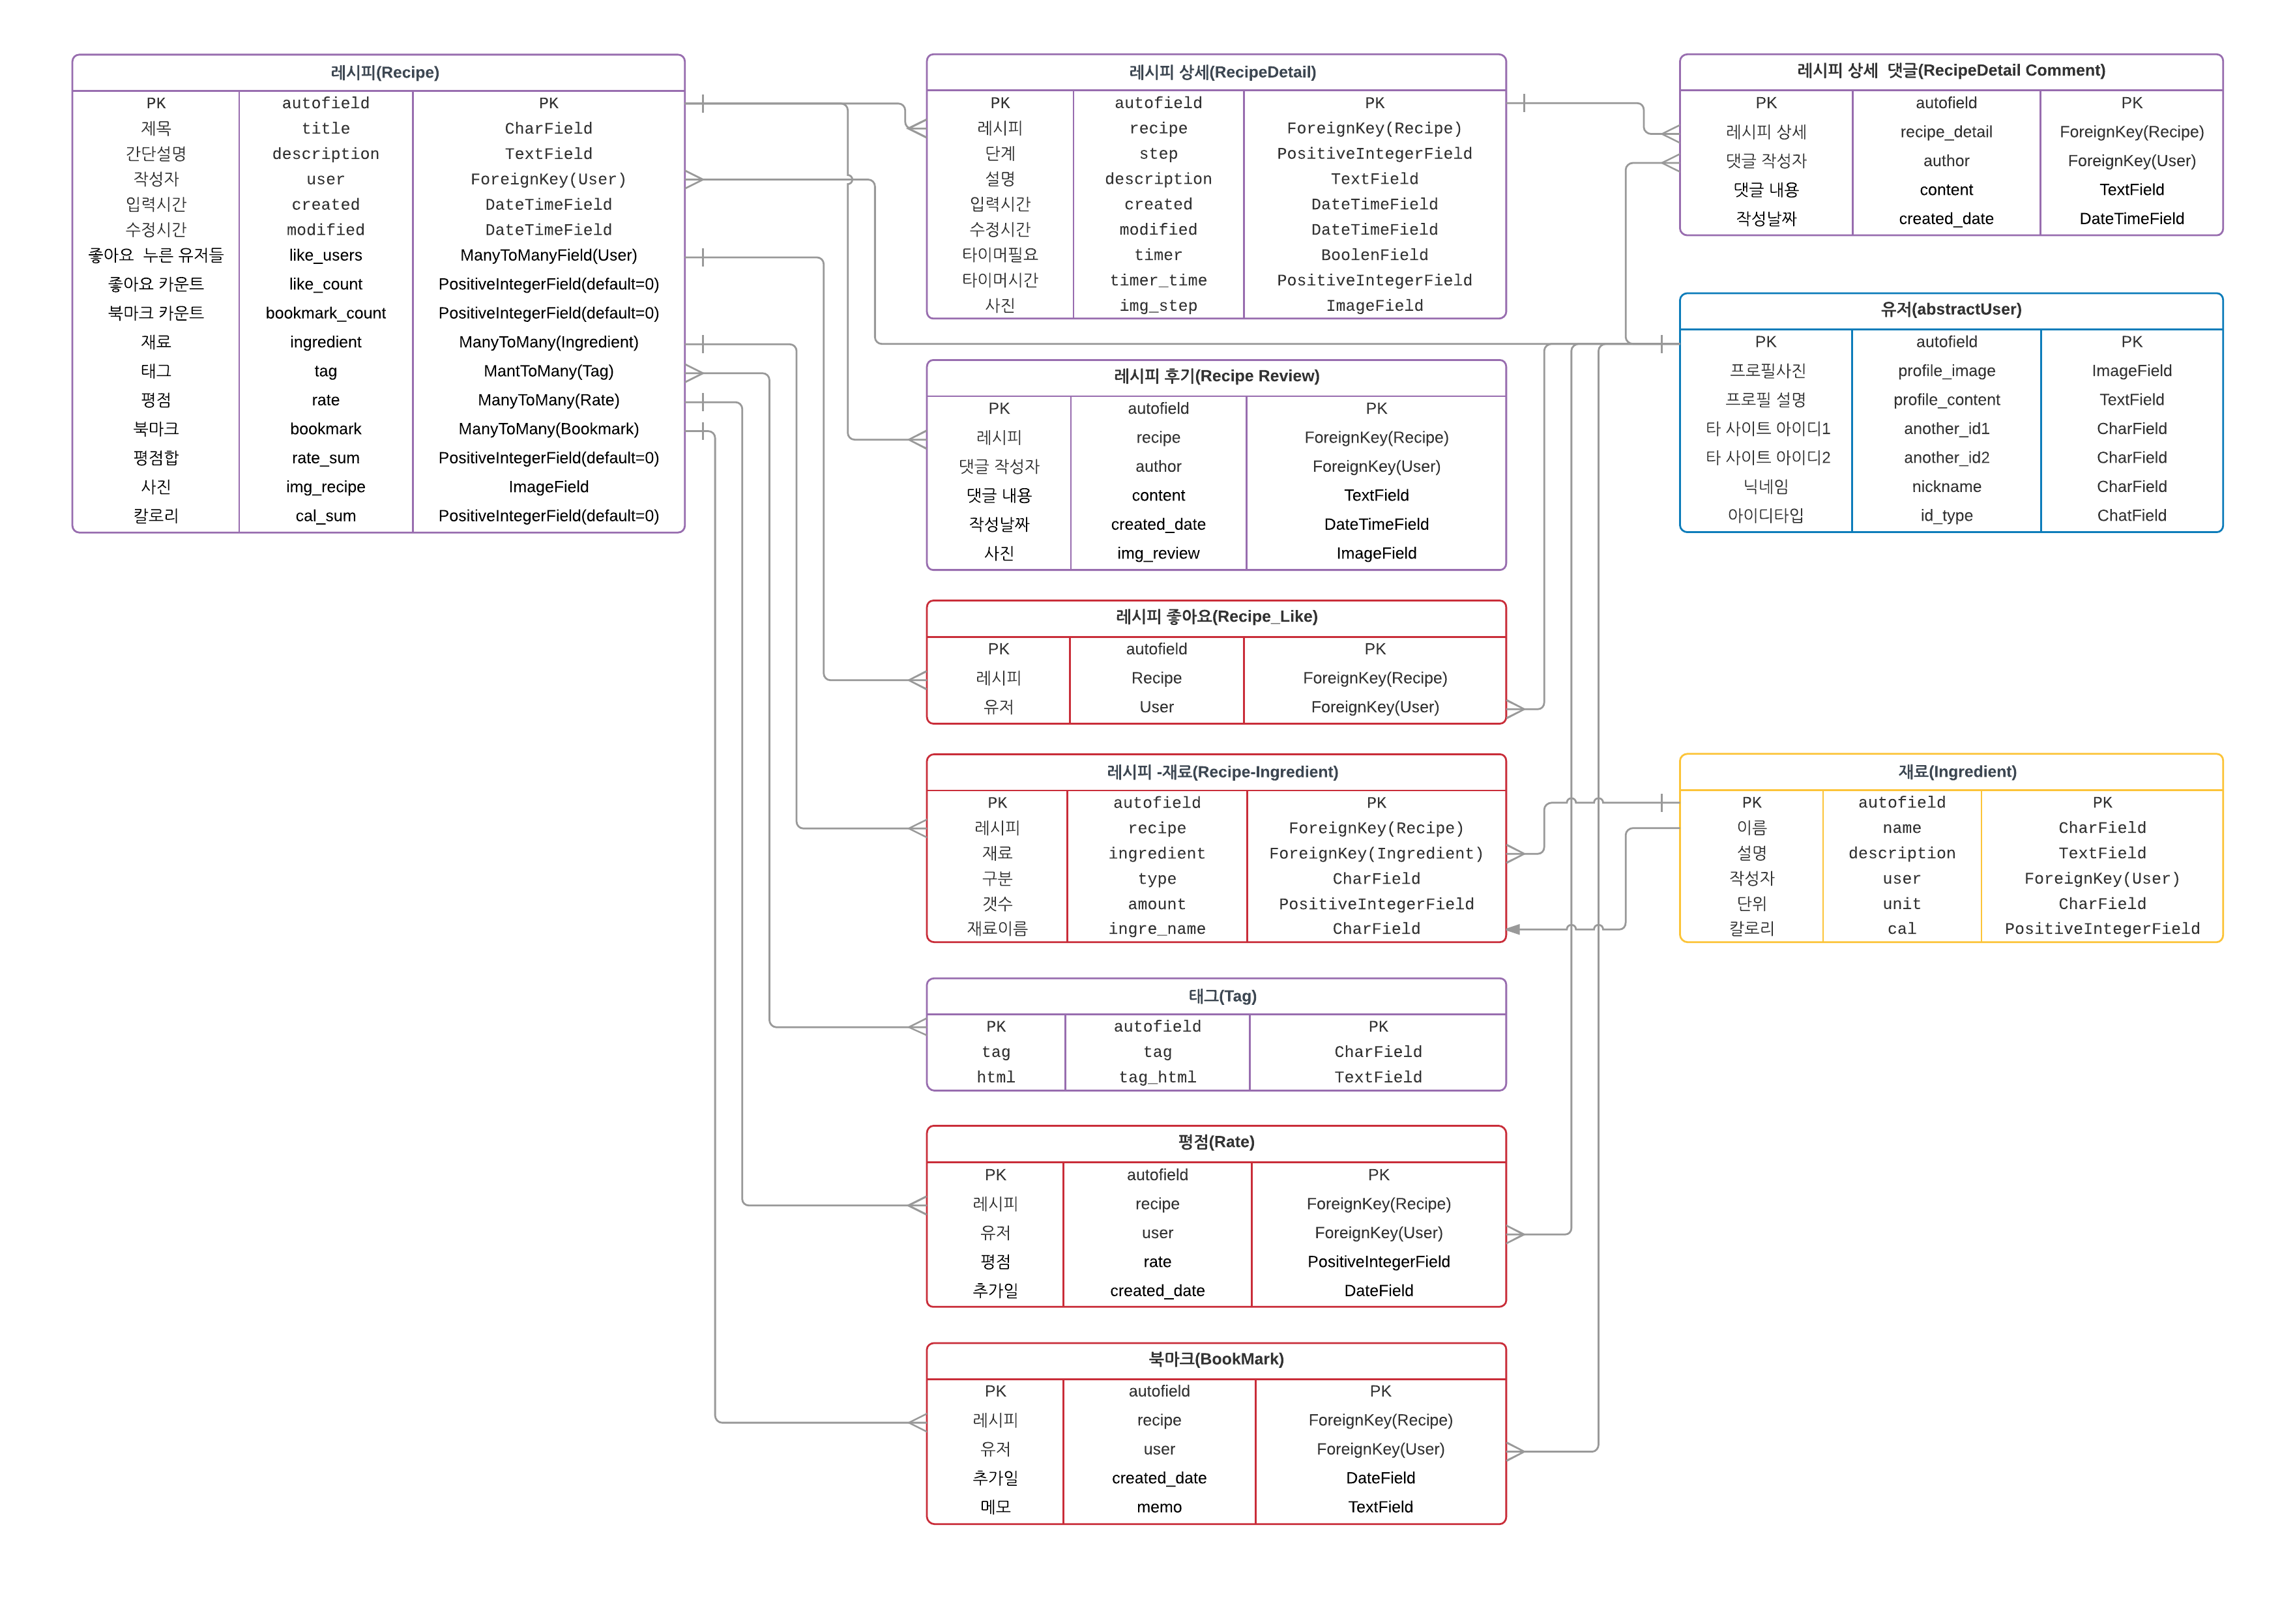 레시피(Recipe)
PK autofield PK
제목 title CharField
간단설명 description TextField
작성자 user ForeignKey(User)
입력시간 created DateTimeField
수정시간 modified DateTimeField
좋아요 누른 유저들 like_users ManyToManyField(User)
좋아요 카운트 like_count PositiveIntegerField(default=0)
북마크 카운트 bookmark_count PositiveIntegerField(default=0)
재료 ingredient ManyToMany(Ingredient)
태그 tag MantToMany(Tag)
평점 rate ManyToMany(Rate)
북마크 bookmark ManyToMany(Bookmark)
평점합 rate_sum PositiveIntegerField(default=0)
사진 img_recipe ImageField
칼로리 cal_sum PositiveIntegerField(default=0)
레시피 상세(RecipeDetail)
PK autofield PK
레시피 recipe ForeignKey(Recipe)
단계 step PositiveIntegerField
설명 description TextField
입력시간 created DateTimeField
수정시간 modified DateTimeField
타이머필요 timer BoolenField
타이머시간 timer_time PositiveIntegerField
사진 img_step ImageField
레시피 상세 댓글(RecipeDetail Comment)
PK autofield PK
레시피 상세 recipe_detail ForeignKey(Recipe)
댓글 작성자 author ForeignKey(User)
댓글 내용 content TextField
작성날짜 created_date DateTimeField
유저(abstractUser)
PK autofield PK
프로필사진 profile_image ImageField
프로필 설명 profile_content TextField
타 사이트 아이디1 another_id1 CharField
타 사이트 아이디2 another_id2 CharField
닉네임 nickname CharField
아이디타입 id_type ChatField
레시피 후기(Recipe Review)
PK autofield PK
레시피 recipe ForeignKey(Recipe)
댓글 작성자 author ForeignKey(User)
댓글 내용 content TextField
작성날짜 created_date DateTimeField
사진 img_review ImageField
레시피 좋아요(Recipe_Like)
PK autofield PK
레시피 Recipe ForeignKey(Recipe)
유저 User ForeignKey(User)
레시피 -재료(Recipe-Ingredient)
PK autofield PK
레시피 recipe ForeignKey(Recipe)
재료 ingredient ForeignKey(Ingredient)
구분 type CharField
갯수 amount PositiveIntegerField
재료이름 ingre_name CharField
재료(Ingredient)
PK autofield PK
이름 name CharField
설명 description TextField
작성자 user ForeignKey(User)
단위 unit CharField
칼로리 cal PositiveIntegerField
태그(Tag)
PK autofield PK
tag tag CharField
html tag_html TextField
평점(Rate)
PK autofield PK
레시피 recipe ForeignKey(Recipe)
유저 user ForeignKey(User)
평점 rate PositiveIntegerField
추가일 created_date DateField
북마크(BookMark)
PK autofield PK
레시피 recipe ForeignKey(Recipe)
유저 user ForeignKey(User)
추가일 created_date DateField
메모 memo TextField